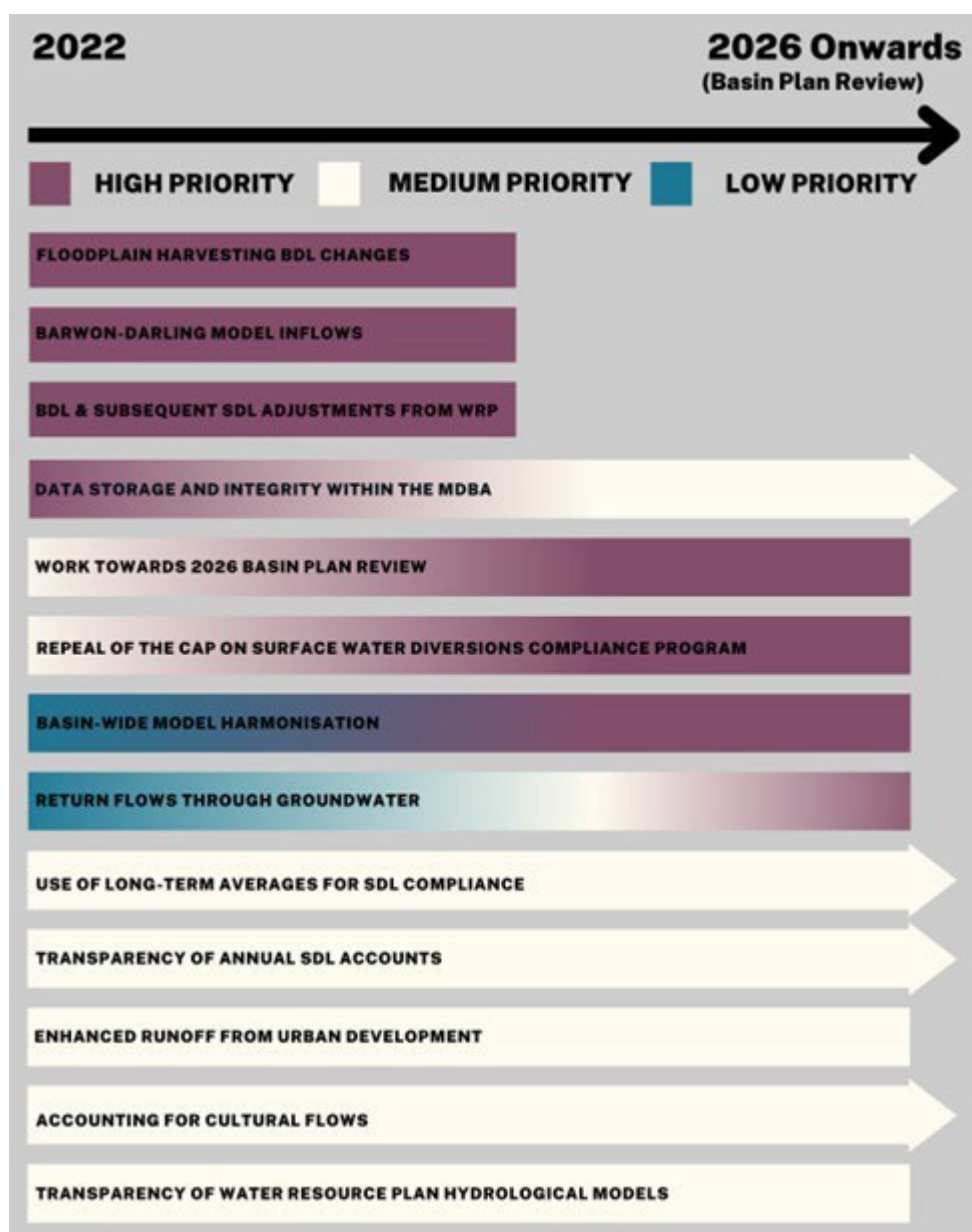 2022
2026 Onwards
(Basin Plan Review)
HIGH PRIORITY
MEDIUM PRIORITY
LOW PRIORITY
FLOODPLAIN HARVESTING BDL CHANGES
BARWON-DARLING MODEL INFLOWS
BDL & SUBSEQUENT SDL ADJUSTMENTS FROM WRP
DATA STORAGE AND INTEGRITY WITHIN THE MDBA
WORK TOWARDS 2026 BASIN PLAN REVIEW
REPEAL OF THE CAP ON SURFACE WATER DIVERSIONS COMPLIANCE PROGRAM
BASIN-WIDE MODEL HARMONISATION
RETURN FLOWS THROUGH GROUNDWATER
USE OF LONG-TERM AVERAGES FOR SDL COMPLIANCE
TRANSPARENCY OF ANNUAL SDL ACCOUNTS
ENHANCED RUNOFF FROM URBAN DEVELOPMENT
ACCOUNTING FOR CULTURAL FLOWS
TRANSPARENCY OF WATER RESOURCE PLAN HYDROLOGICAL MODELS